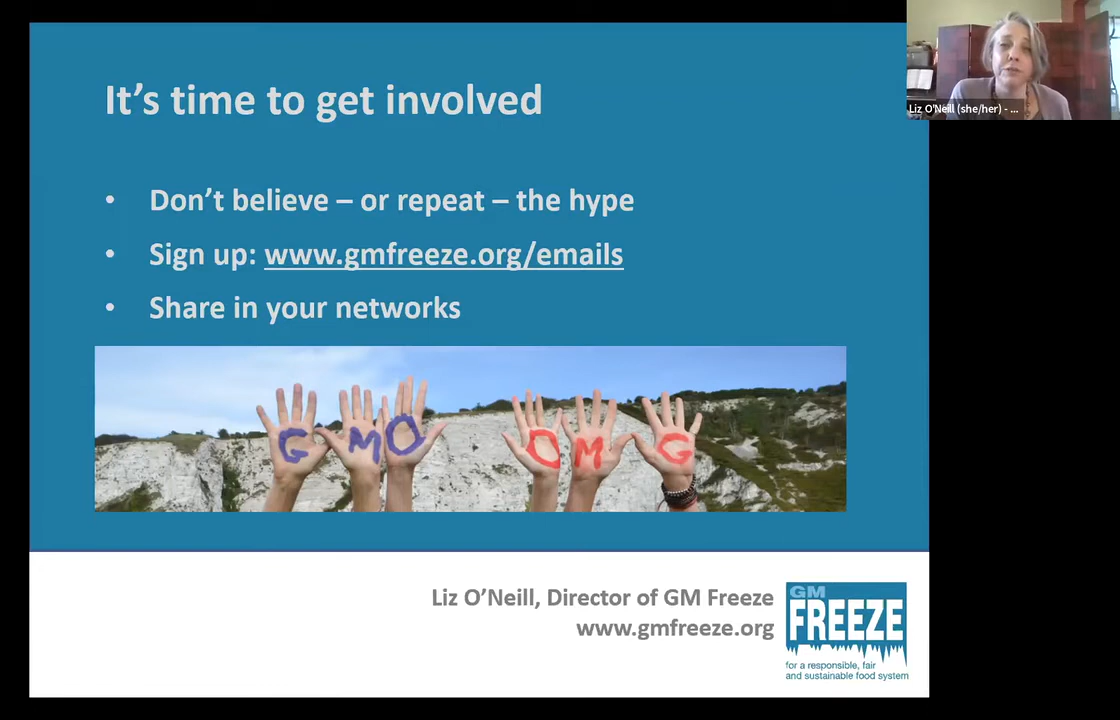 It's time to get involved
• Don't believe – or repeat – the hype
• Sign up: www.gmfreeze.org/emails
• Share in your networks
GMO OMG
Liz O'Neill, Director of GM Freeze
www.gmfreeze.org
GM
FREEZE
for a responsible, fair
and sustainable food system
Liz O'Neill (she/her) - ...